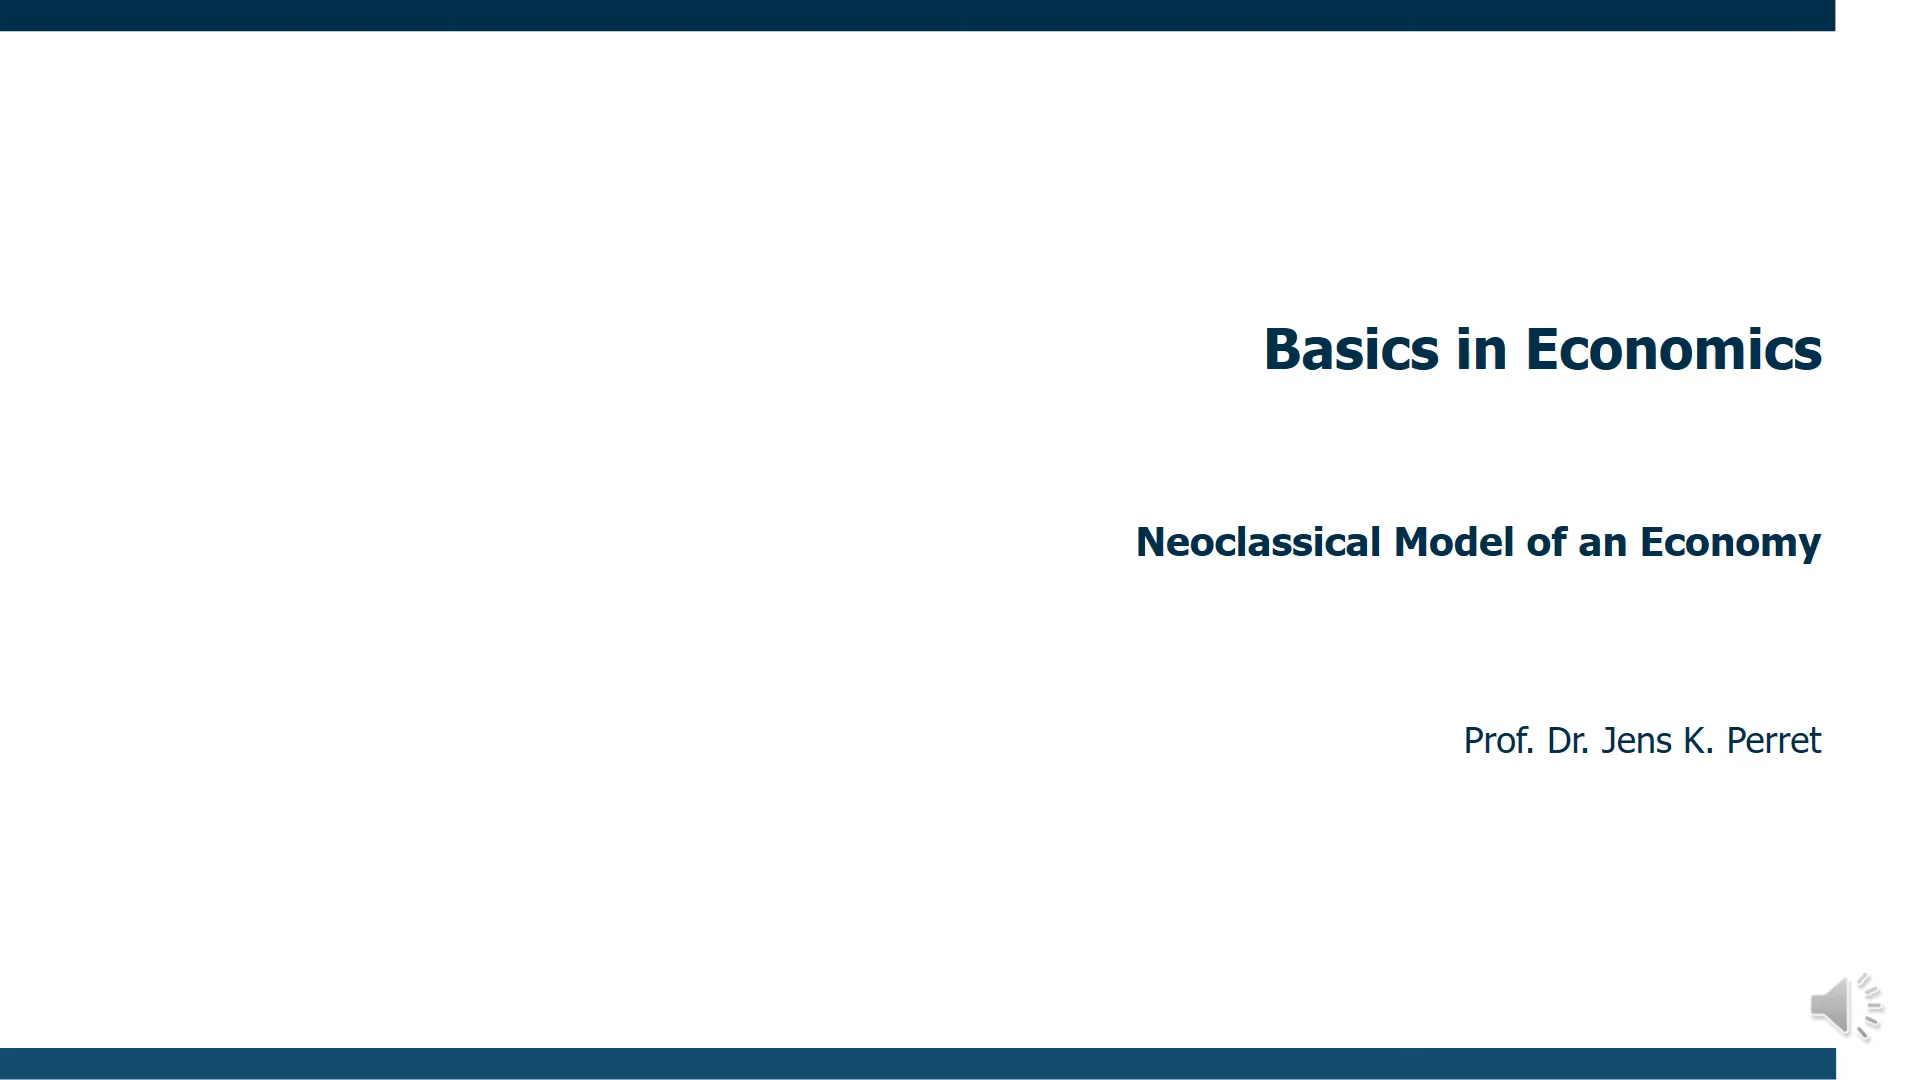 Basics in Economics
Neoclassical Model of an Economy
Prof. Dr. Jens K. Perret